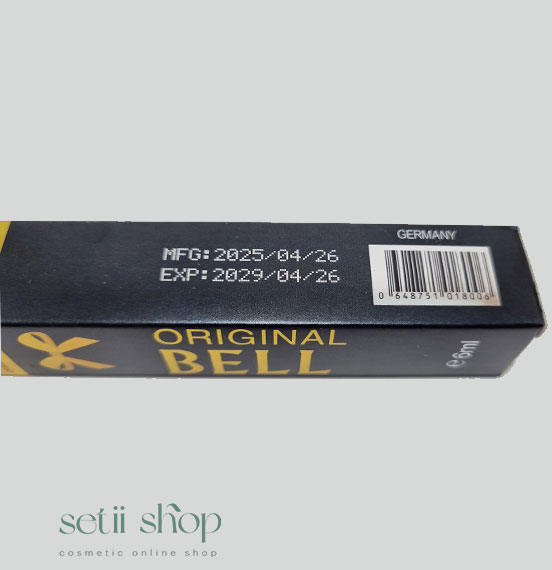 GERMANY
MFG:2025/04/26
EXP:2029/04/26
0 648751 018006
ORIGINAL
BELL
℮6ml
setii shop
cosmetic online shop